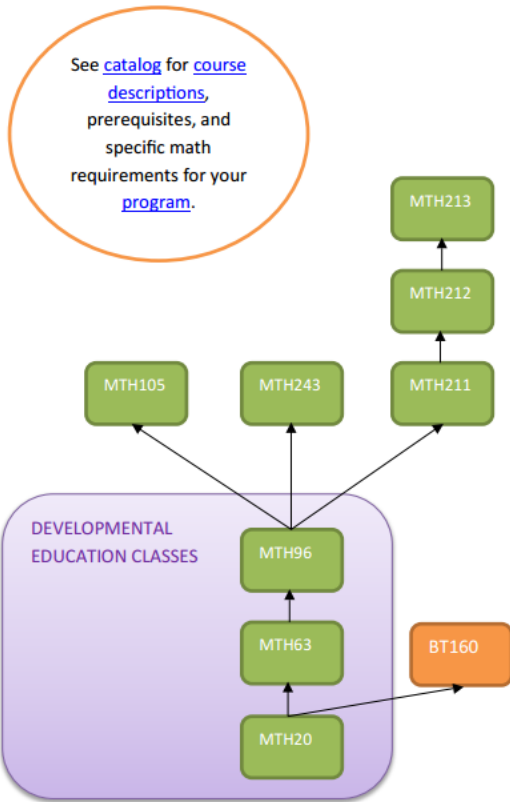 See catalog for course
descriptions,
prerequisites, and
specific math
requirements for your
program.
MTH213
MTH212
MTH105
MTH243
MTH211
DEVELOPMENTAL
EDUCATION CLASSES
MTH96
MTH63
BT160
MTH20